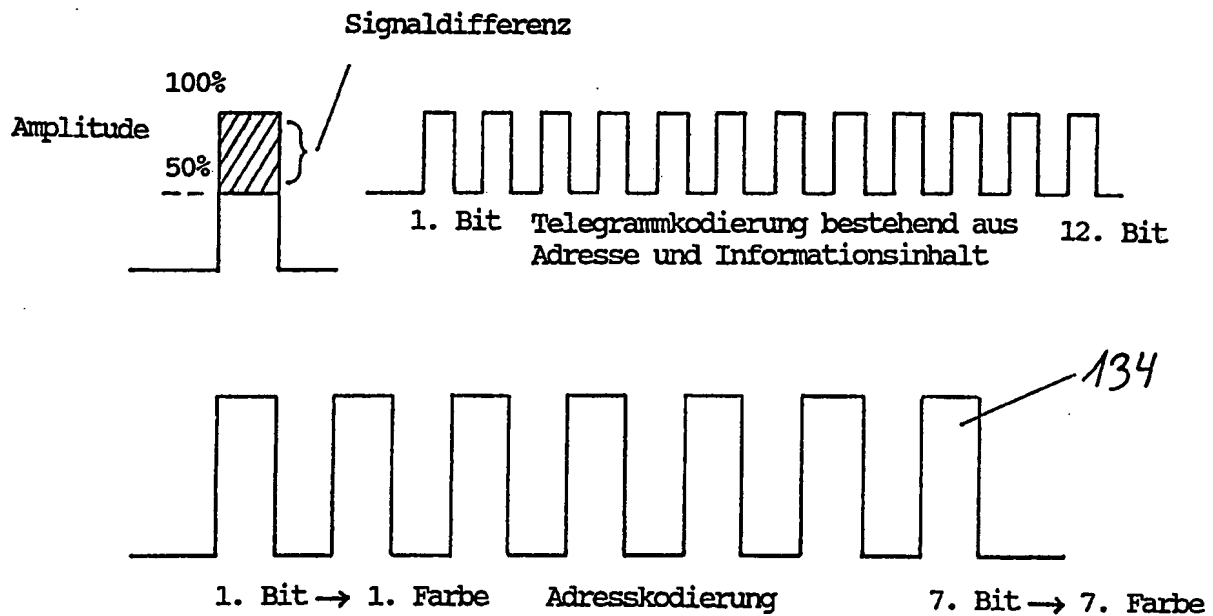 Signaldifferenz
100%
Amplitude
50%
1. Bit Telegrammkodierung bestehend aus 12. Bit
Adresse und Informationsinhalt
134
1. Bit → 1. Farbe Adresskodierung 7. Bit → 7. Farbe